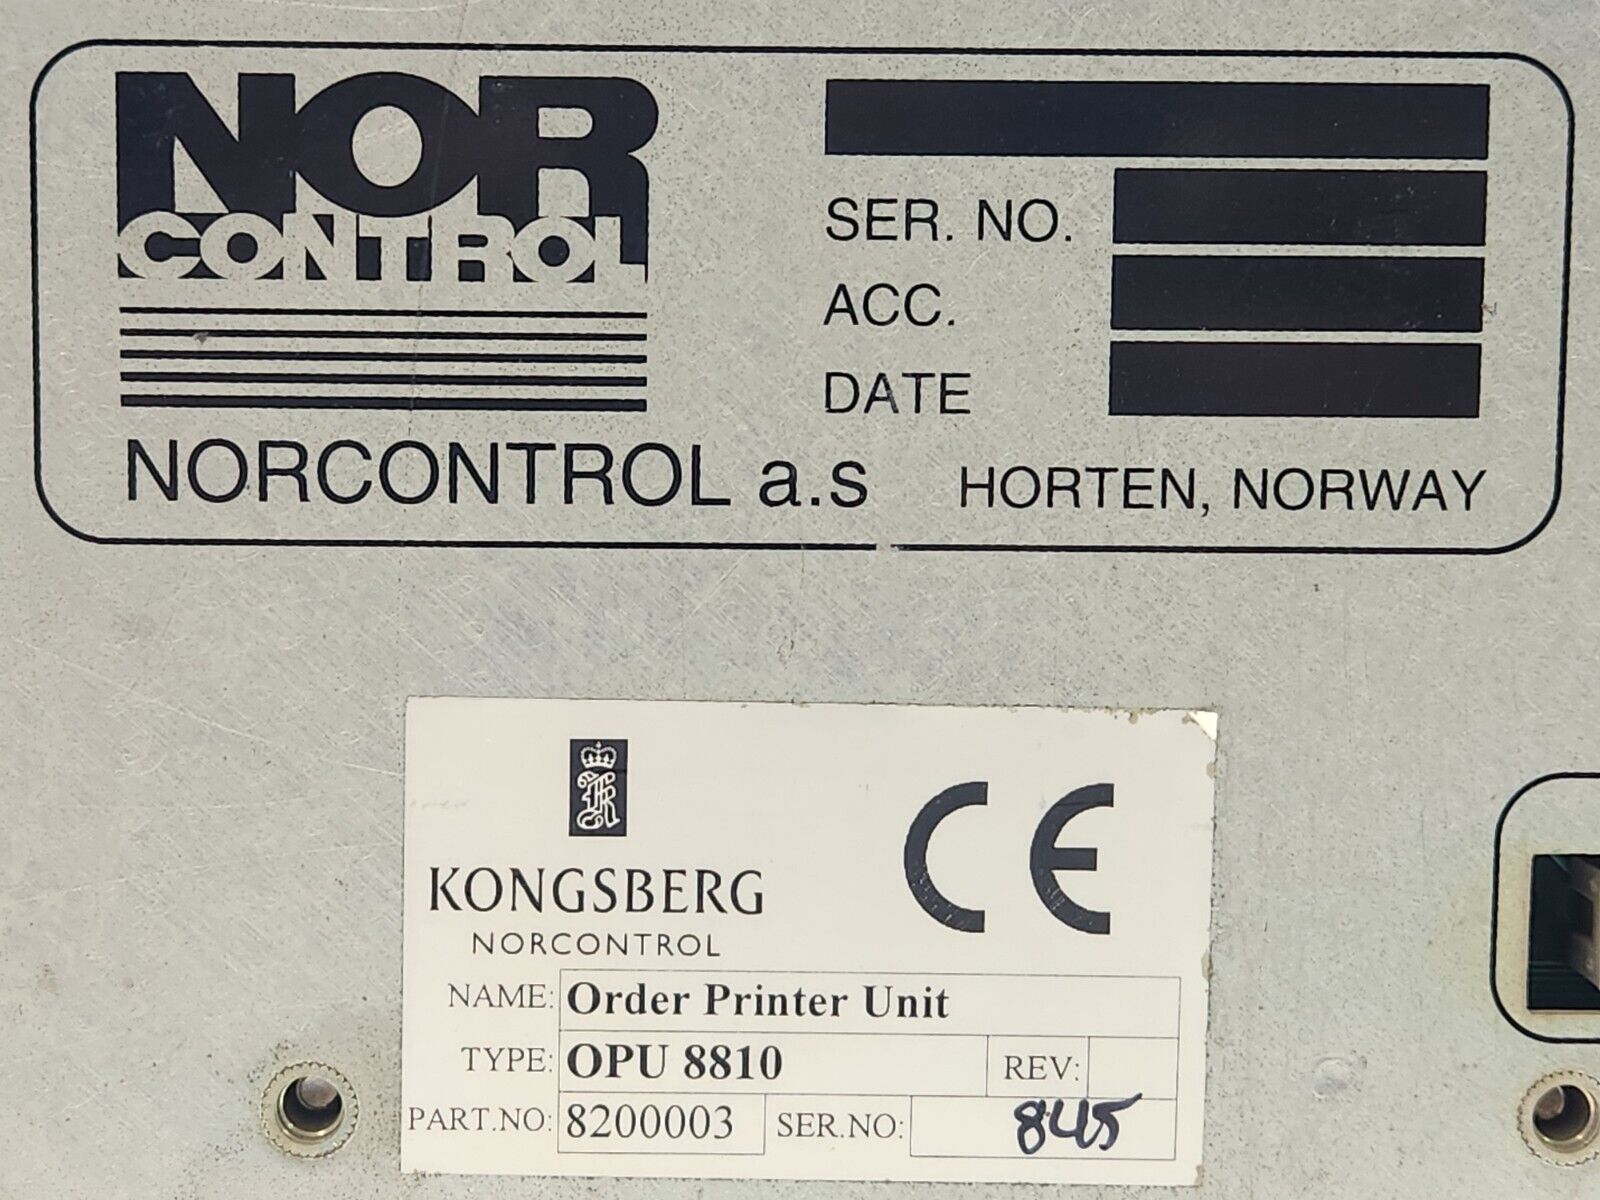 NOR
CONTROL
SER. NO.
ACC.
DATE
NORCONTROL a.s HORTEN, NORWAY
KONGSBERG
NORCONTROL
CE
NAME: Order Printer Unit
TYPE: OPU 8810 REV:
PART.NO: 8200003 SER.NO: 845